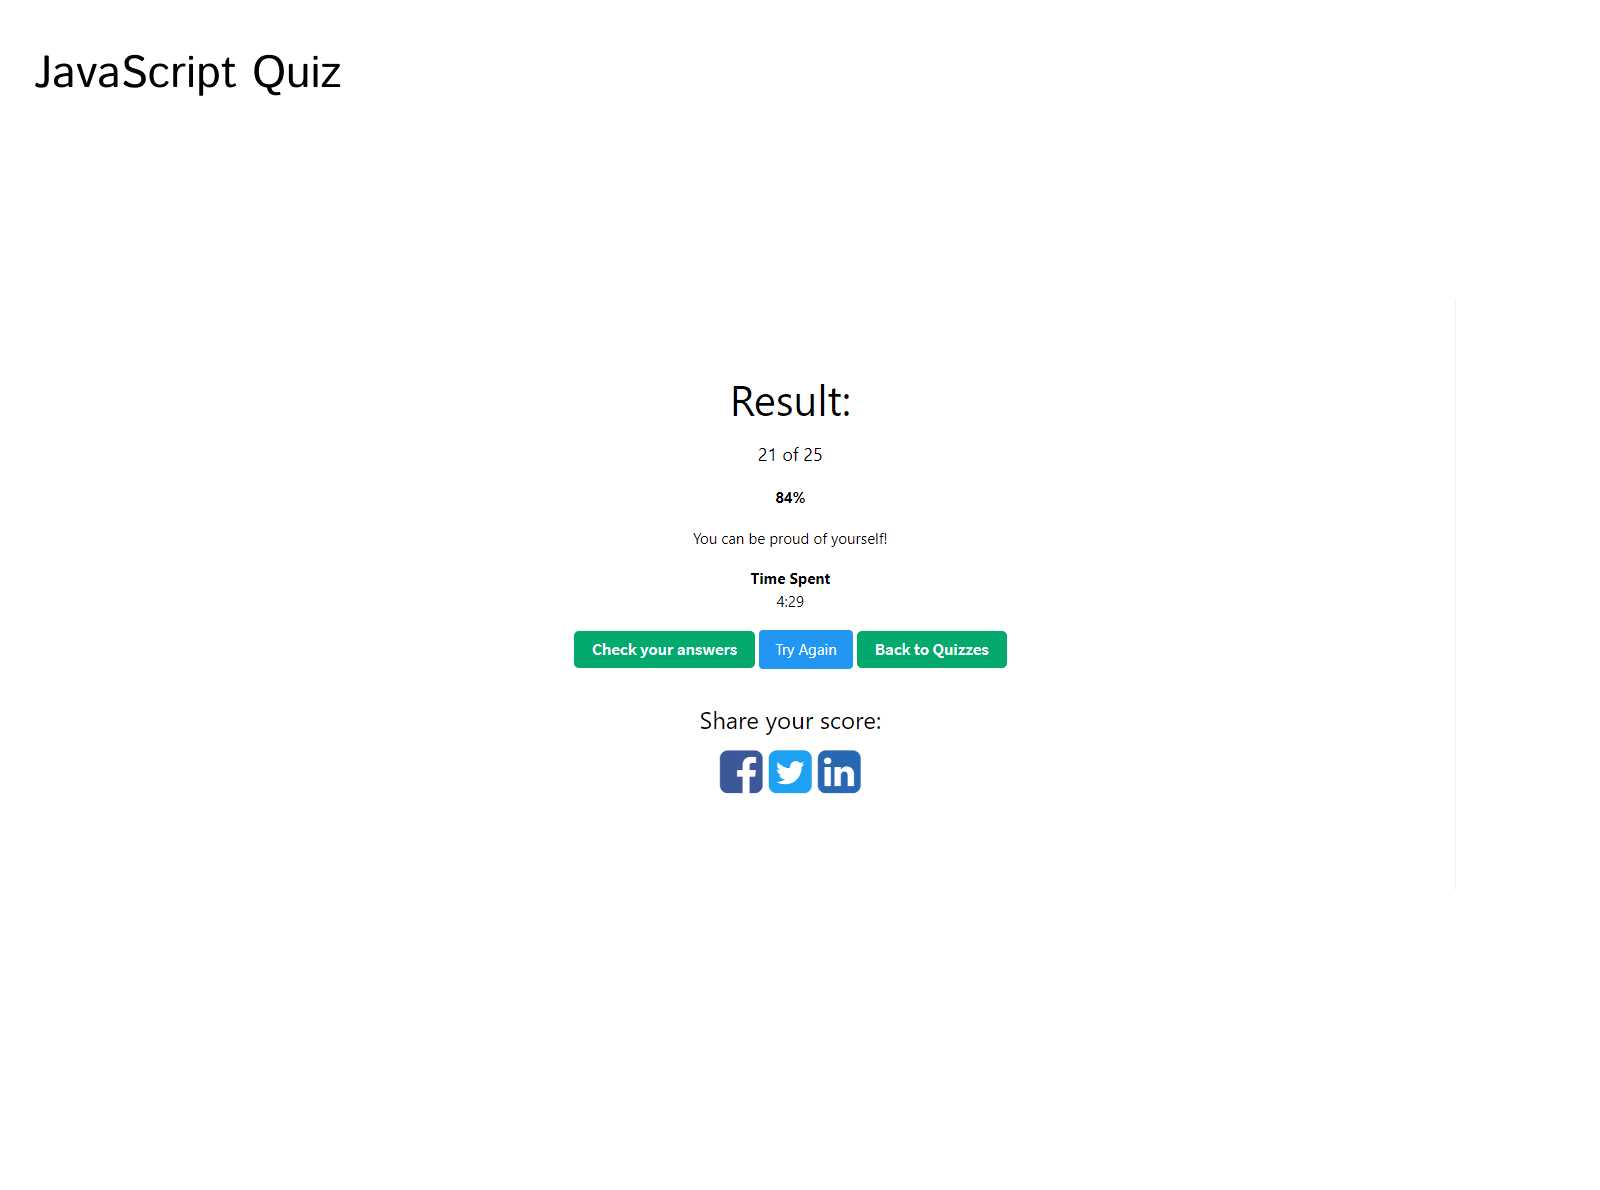 JavaScript Quiz
Result:
21 of 25
84%
You can be proud of yourself!
Time Spent
4:29
Check your answers Try Again Back to Quizzes
Share your score:
f in